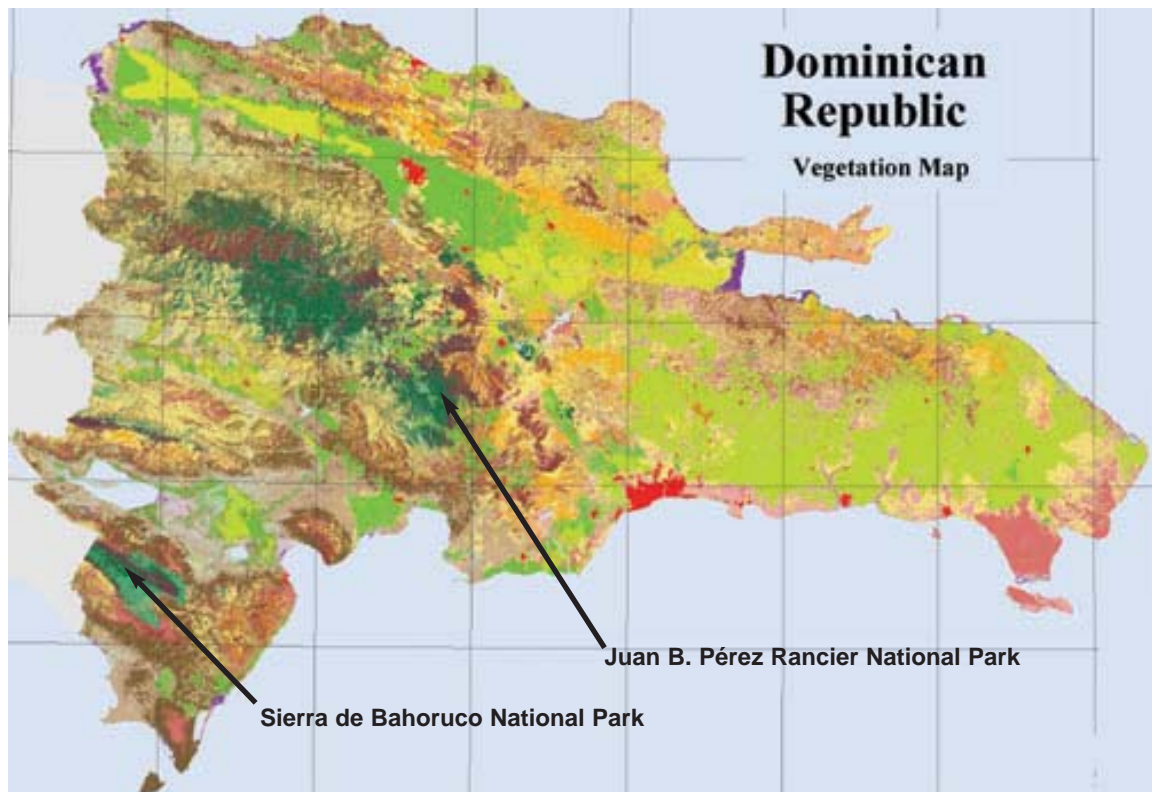 Dominican
Republic
Vegetation Map
Juan B. Pérez Rancier National Park
Sierra de Bahoruco National Park